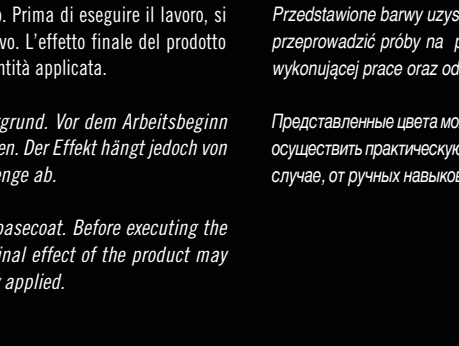 . Prima di eseguire il lavoro, si
vo. L’effetto finale del prodotto
ntità applicata.
rgrund. Vor dem Arbeitsbeginn
en. Der Effekt hängt jedoch von
enge ab.
basecoat. Before executing the
inal effect of the product may
applied.
Przedstawione barwy uzys
przeprowadzić próby na p
wykonującej prace oraz od
Представленные цвета мо
осуществить практическую
случае, от ручных навыков